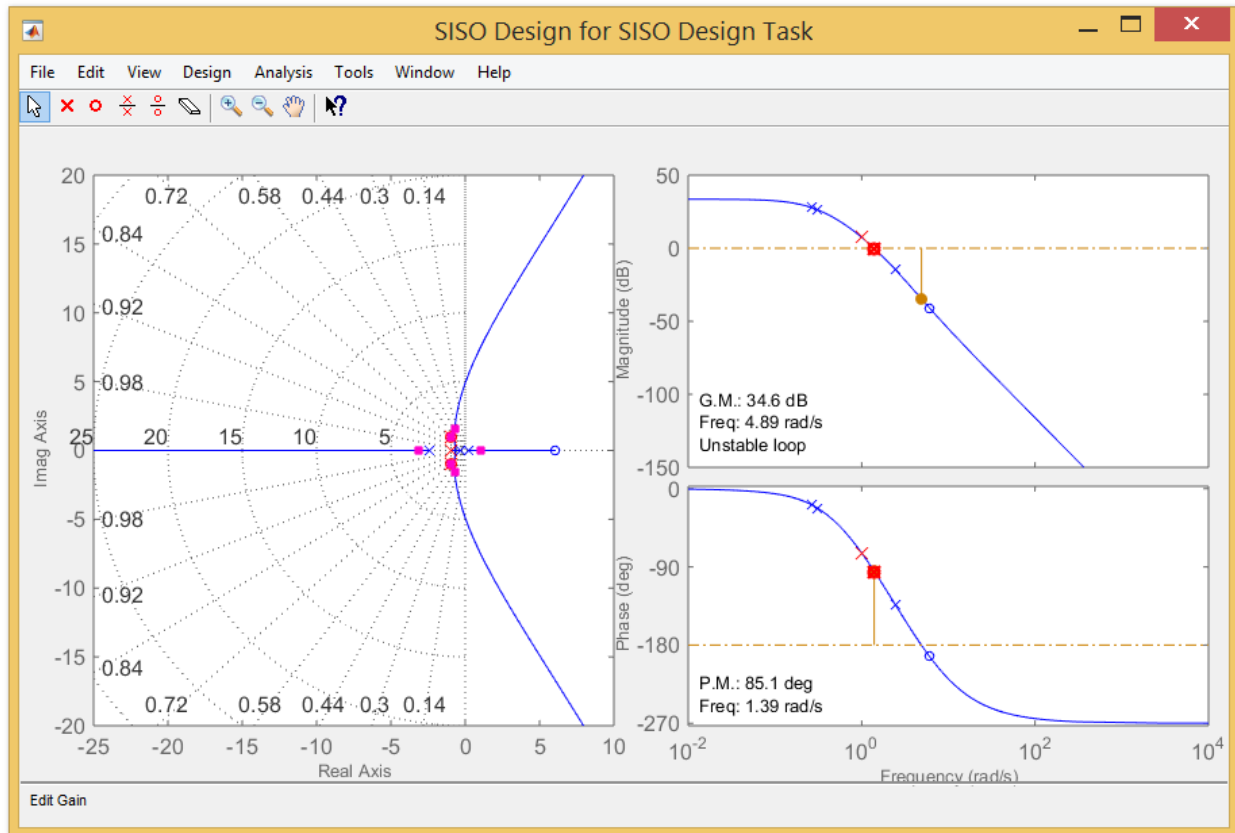 SISO Design for SISO Design Task
File Edit View Design Analysis Tools Window Help
20
15
10
5
0
-5
-10
-15
-20
Imag Axis
0.72 0.58 0.44 0.3 0.14
0.84
0.92
0.98
25 20 15 10 5
0.98
0.92
0.84
0.72 0.58 0.44 0.3 0.14
-25 -20 -15 -10 -5 0 5 10
Real Axis
50
0
-50
-100
-150
Magnitude (dB)
G.M.: 34.6 dB
Freq: 4.89 rad/s
Unstable loop
0
-90
-180
-270
Phase (deg)
P.M.: 85.1 deg
Freq: 1.39 rad/s
10^-2 10^0 10^2 10^4
Frequency (rad/s)
Edit Gain